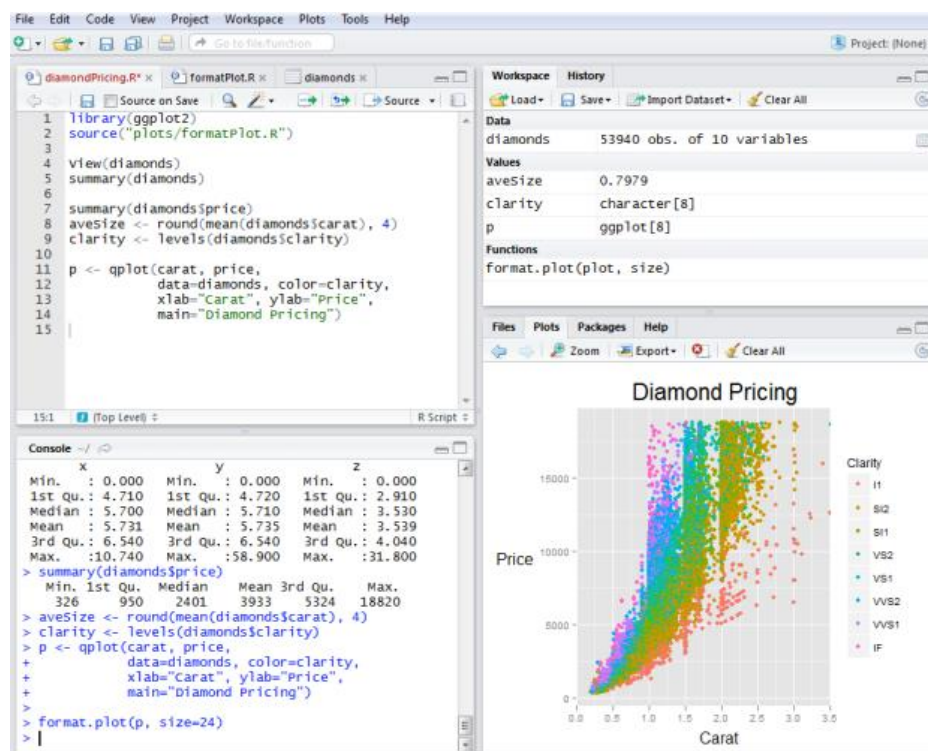 File Edit Code View Project Workspace Plots Tools Help
Go to file/function
Project: (None)
diamondPricing.R* × formatPlot.R × diamonds ×
Source on Save Source
1 library(ggplot2)
2 source("plots/formatPlot.R")
3
4 View(diamonds)
5 summary(diamonds)
6
7 summary(diamonds$price)
8 aveSize <- round(mean(diamonds$carat), 4)
9 clarity <- levels(diamonds$clarity)
10
11 p <- qplot(carat, price,
12 data=diamonds, color=clarity,
13 xlab="Carat", ylab="Price",
14 main="Diamond Pricing")
15
15:1 (Top Level) R Script
Console ~/
x y z
Min. : 0.000 Min. : 0.000 Min. : 0.000
1st Qu.: 4.710 1st Qu.: 4.720 1st Qu.: 2.910
Median : 5.700 Median : 5.710 Median : 3.530
Mean : 5.731 Mean : 5.735 Mean : 3.539
3rd Qu.: 6.540 3rd Qu.: 6.540 3rd Qu.: 4.040
Max. :10.740 Max. :58.900 Max. :31.800
> summary(diamonds$price)
Min. 1st Qu. Median Mean 3rd Qu. Max.
326 950 2401 3933 5324 18820
> aveSize <- round(mean(diamonds$carat), 4)
> clarity <- levels(diamonds$clarity)
> p <- qplot(carat, price,
+ data=diamonds, color=clarity,
+ xlab="Carat", ylab="Price",
+ main="Diamond Pricing")
>
> format.plot(p, size=24)
>
Workspace History
Load Save Import Dataset Clear All
Data
diamonds 53940 obs. of 10 variables
Values
aveSize 0.7979
clarity character[8]
p ggplot[8]
Functions
format.plot(plot, size)
Files Plots Packages Help
Zoom Export Clear All
Diamond Pricing
Price
15000
10000
5000
0
0.0 0.5 1.0 1.5 2.0 2.5 3.0 3.5
Carat
Clarity
I1
SI2
SI1
VS2
VS1
VVS2
VVS1
IF